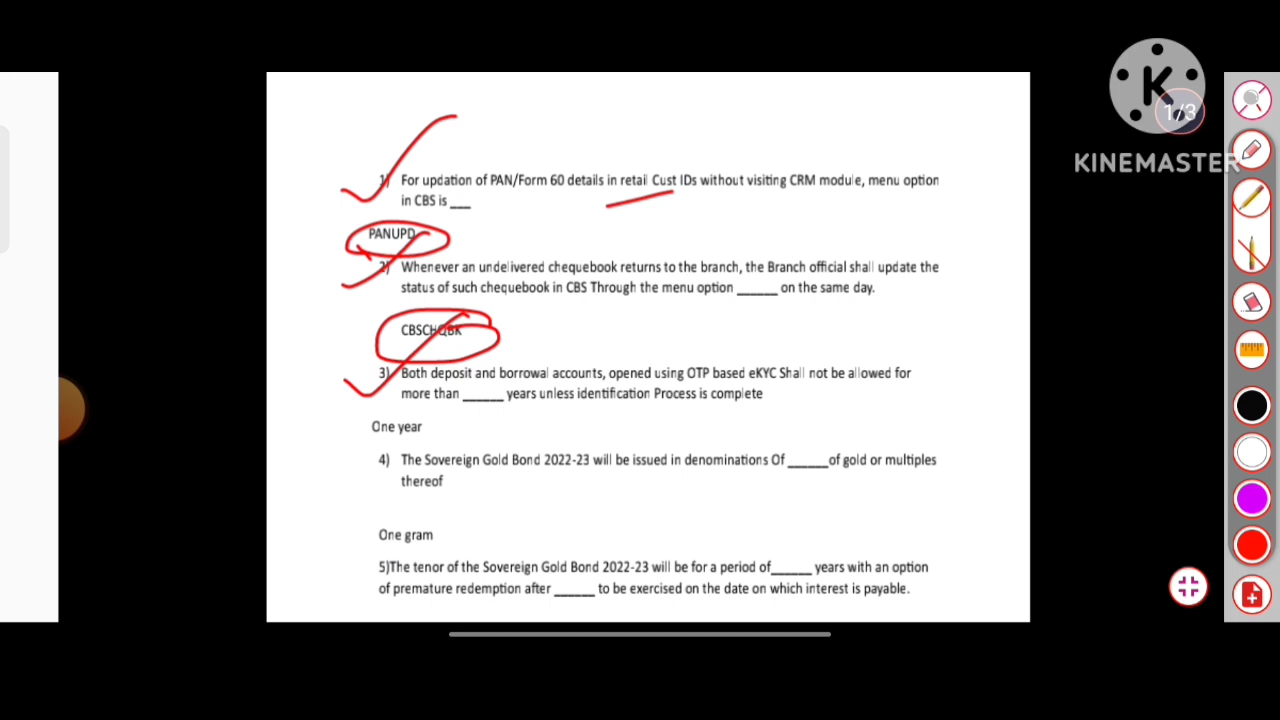 1/3
KINEMASTER
1) For updation of PAN/Form 60 details in retail Cust IDs without visiting CRM module, menu option
in CBS is ___
PANUPD
2) Whenever an undelivered chequebook returns to the branch, the Branch official shall update the
status of such chequebook in CBS Through the menu option ______ on the same day.
CBSCHQBK
3) Both deposit and borrowal accounts, opened using OTP based eKYC Shall not be allowed for
more than ______ years unless identification Process is complete
One year
4) The Sovereign Gold Bond 2022-23 will be issued in denominations Of ______of gold or multiples
thereof
One gram
5)The tenor of the Sovereign Gold Bond 2022-23 will be for a period of______ years with an option
of premature redemption after ______ to be exercised on the date on which interest is payable.